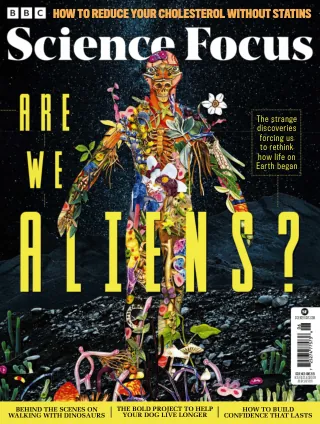 BBC HOW TO REDUCE YOUR CHOLESTEROL WITHOUT STATINS
Science Focus
ARE
WE
ALIENS?
The strange
discoveries
forcing us
to rethink
how life on
Earth began
BEHIND THE SCENES ON
WALKING WITH DINOSAURS
THE BOLD PROJECT TO HELP
YOUR DOG LIVE LONGER
HOW TO BUILD
CONFIDENCE THAT LASTS